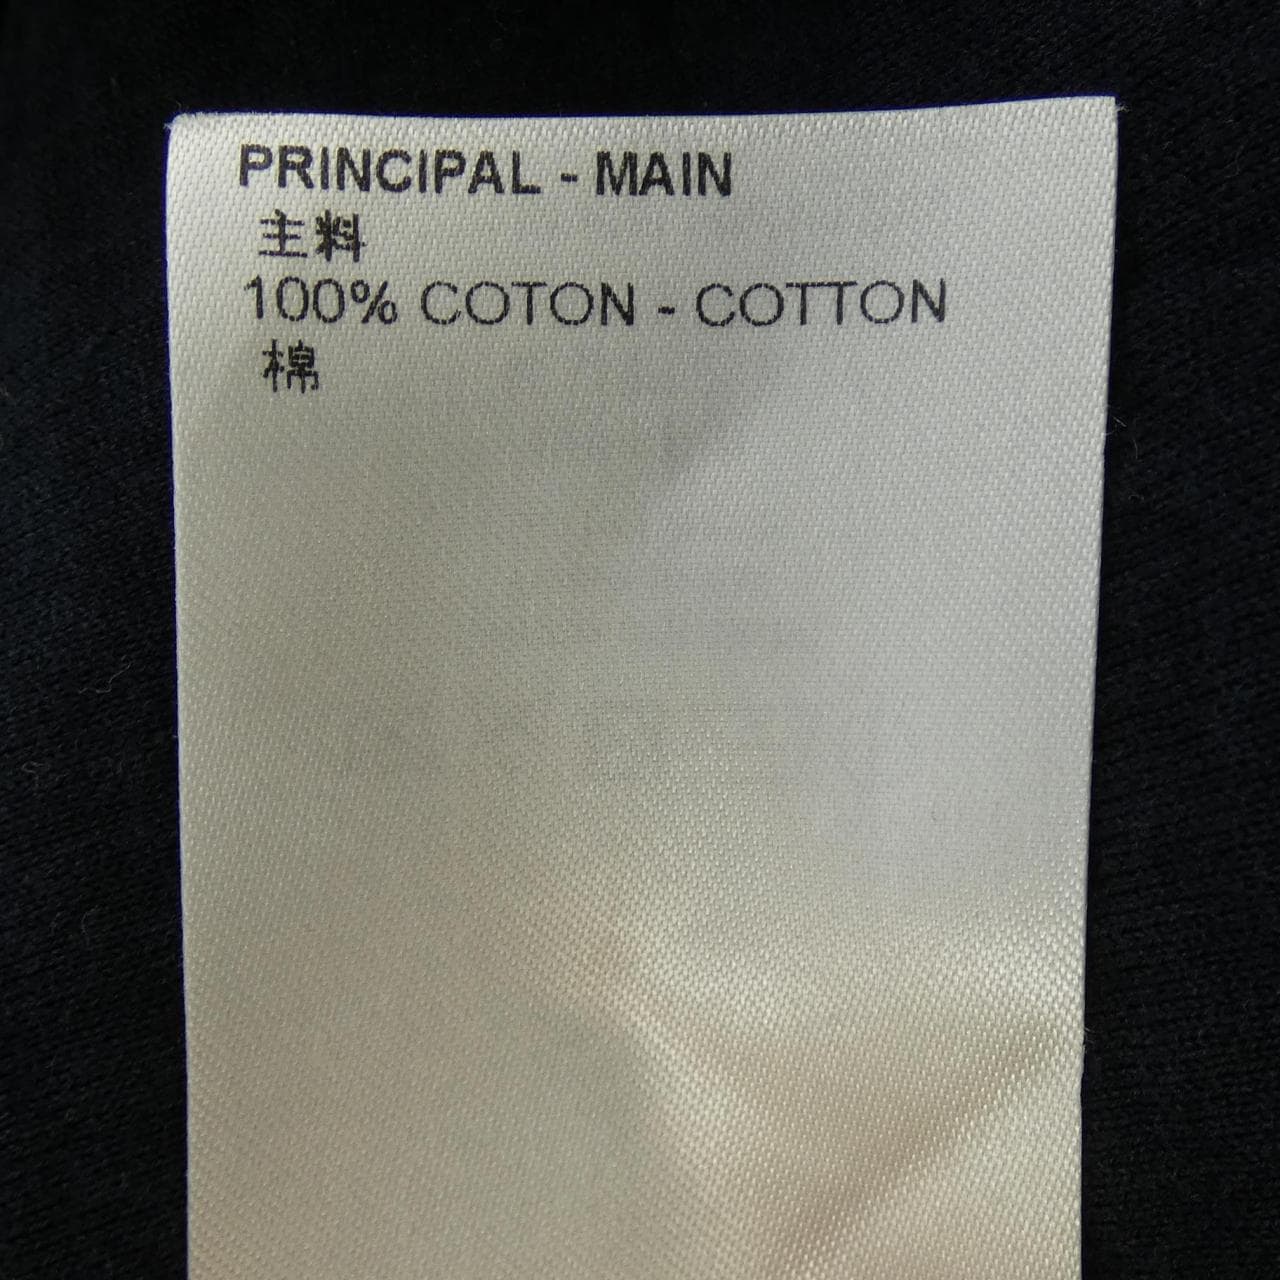 PRINCIPAL - MAIN
主料
100% COTON - COTTON
棉